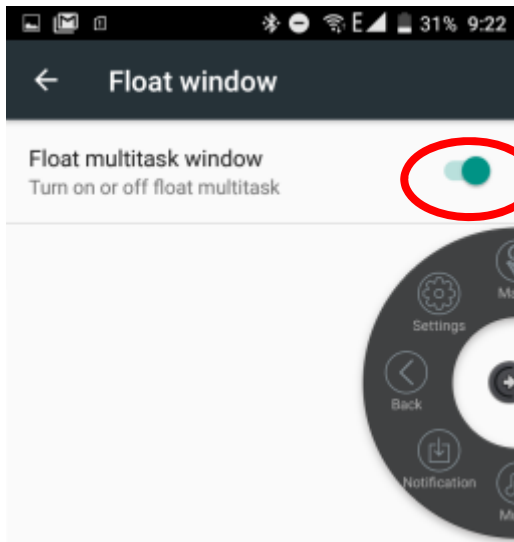 E 31% 9:22
Float window
Float multitask window
Turn on or off float multitask
Settings
Back
Notification